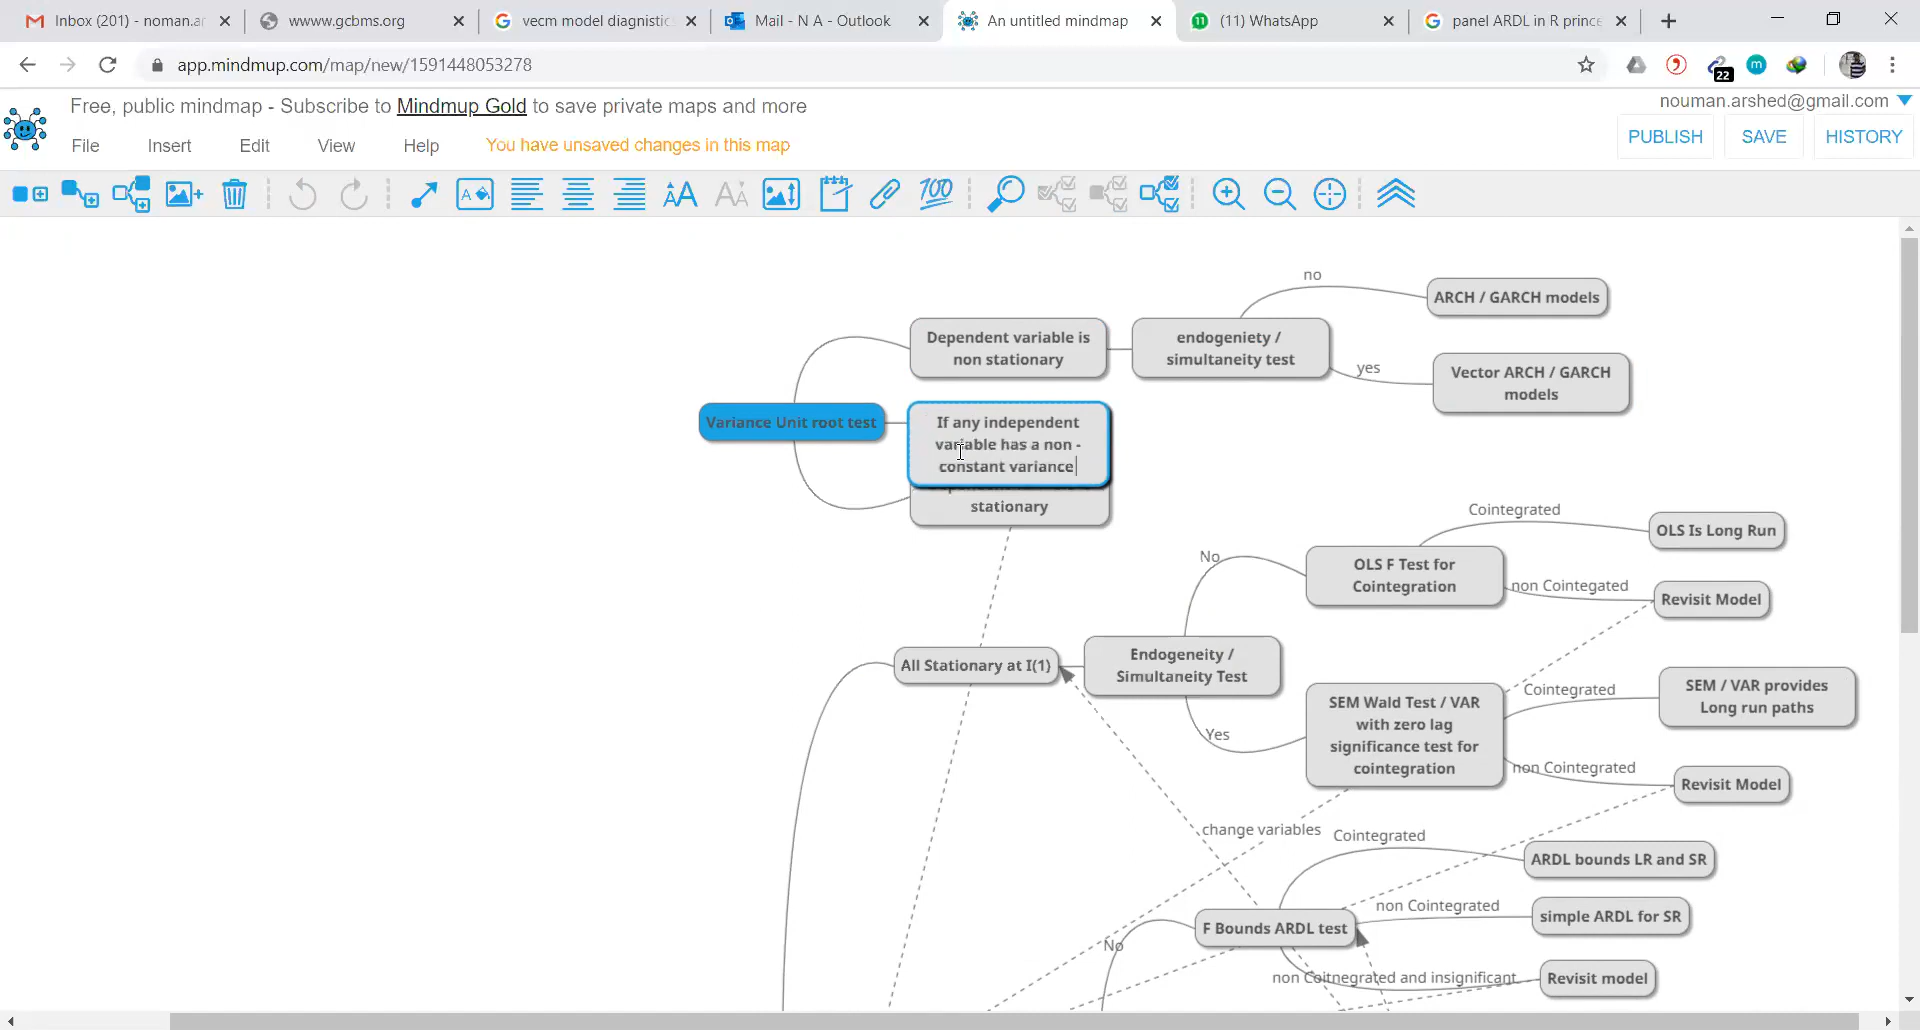 Inbox (201) - noman.ar
wwww.gcbms.org
vecm model diagnostics
Mail - N A - Outlook
An untitled mindmap
(11) WhatsApp
panel ARDL in R prince
app.mindmup.com/map/new/1591448053278
22
Free, public mindmap - Subscribe to Mindmup Gold to save private maps and more
nouman.arshed@gmail.com
File
Insert
Edit
View
Help
You have unsaved changes in this map
PUBLISH
SAVE
HISTORY
no
ARCH / GARCH models
Dependent variable is
non stationary
endogeniety /
simultaneity test
yes
Vector ARCH / GARCH
models
Variance Unit root test
If any independent
variable has a non -
constant variance
stationary
Cointegrated
OLS Is Long Run
No
OLS F Test for
Cointegration
non Cointegated
Revisit Model
All Stationary at I(1)
Endogeneity /
Simultaneity Test
Cointegrated
SEM / VAR provides
Long run paths
SEM Wald Test / VAR
with zero lag
significance test for
cointegration
Yes
non Cointegrated
Revisit Model
change variables
Cointegrated
ARDL bounds LR and SR
non Cointegrated
simple ARDL for SR
F Bounds ARDL test
No
non Coitnegrated and insignificant
Revisit model